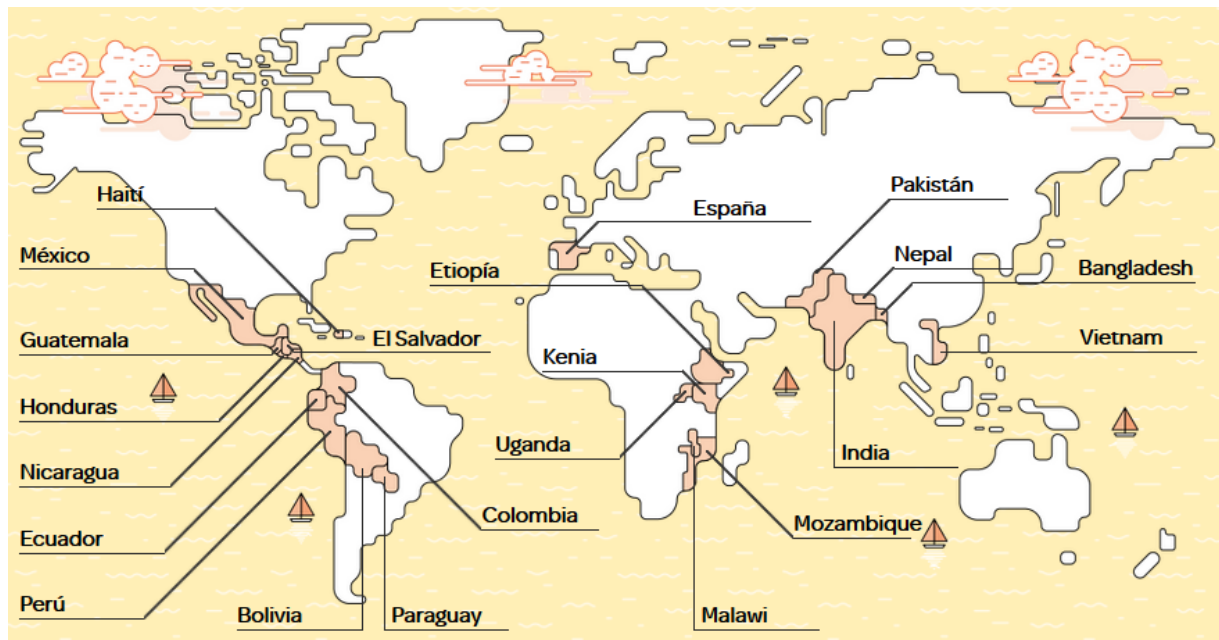 Haití
México
Guatemala
El Salvador
Honduras
Nicaragua
Ecuador
Perú
Bolivia
Paraguay
Colombia
España
Etiopía
Kenia
Uganda
Malawi
Mozambique
Pakistán
Nepal
Bangladesh
Vietnam
India